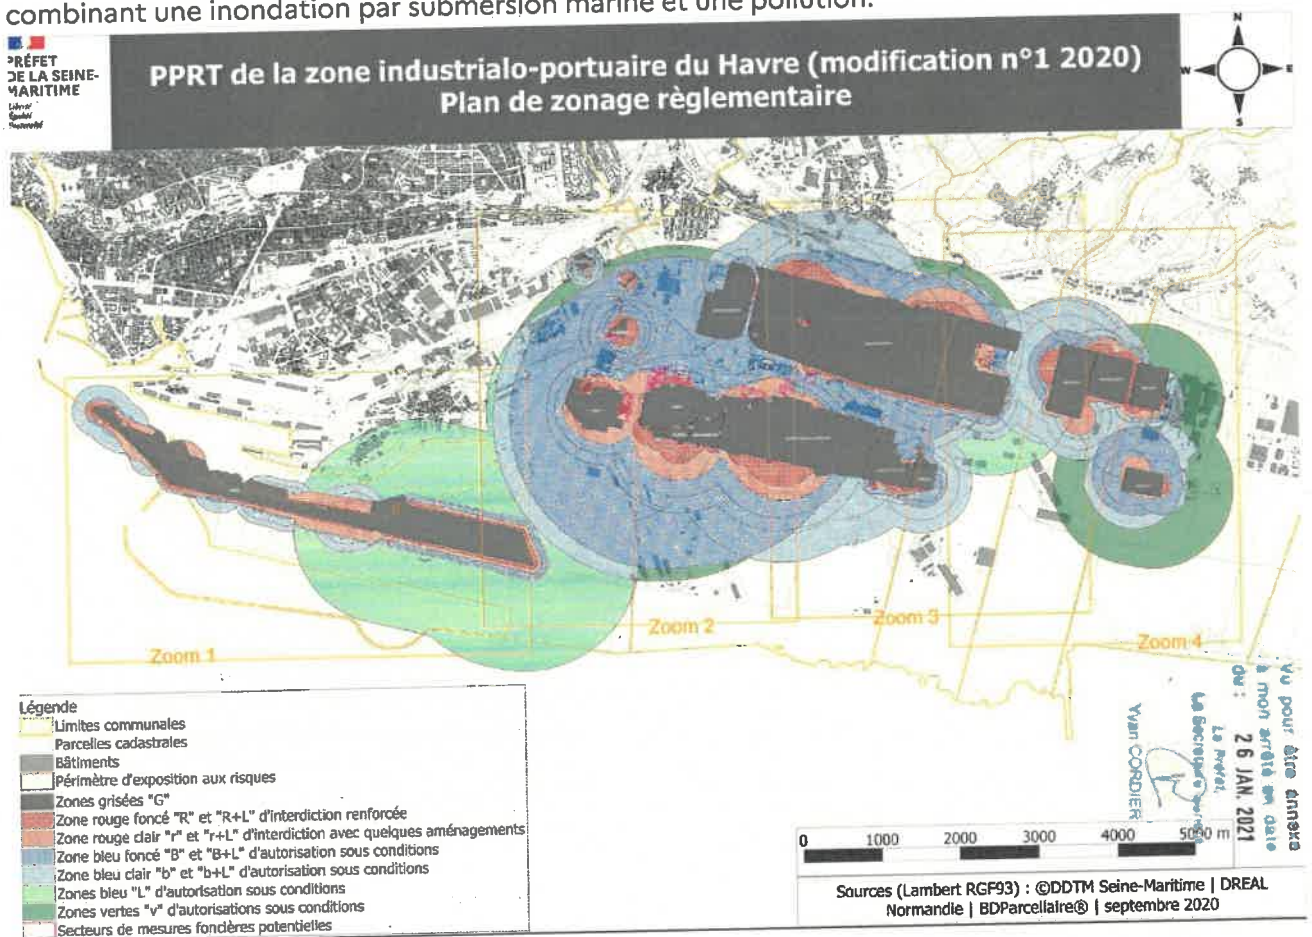 combinant une inondation par submersion marine et une pollution.
PRÉFET
DE LA SEINE-
MARITIME
Liberté
Égalité
Fraternité
PPRT de la zone industrialo-portuaire du Havre (modification n°1 2020)
Plan de zonage règlementaire
N
W
E
S
Zoom 1
Zoom 2
Zoom 3
Zoom 4
Légende
Limites communales
Parcelles cadastrales
Bâtiments
Périmètre d'exposition aux risques
Zones grisées "G"
Zone rouge foncé "R" et "R+L" d'interdiction renforcée
Zone rouge clair "r" et "r+L" d'interdiction avec quelques aménagements
Zone bleu foncé "B" et "B+L" d'autorisation sous conditions
Zone bleu clair "b" et "b+L" d'autorisation sous conditions
Zones bleu "L" d'autorisation sous conditions
Zones vertes "v" d'autorisations sous conditions
Secteurs de mesures foncières potentielles
Vu pour être annexé
à mon arrêté en date
du : 26 JAN. 2021
Le Préfet,
Le Secrétaire
Yvan CORDIER
0 1000 2000 3000 4000 5000 m
Sources (Lambert RGF93) : ©DDTM Seine-Maritime | DREAL
Normandie | BDParcellaire® | septembre 2020